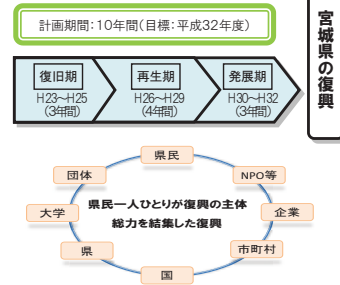 計画期間：10年間（目標：平成32年度）
宮城県の復興
復旧期
H23～H25
(3年間)
再生期
H26～H29
(4年間)
発展期
H30～H32
(3年間)
県民
団体
NPO等
大学
県民一人ひとりが復興の主体
総力を結集した復興
企業
県
市町村
国